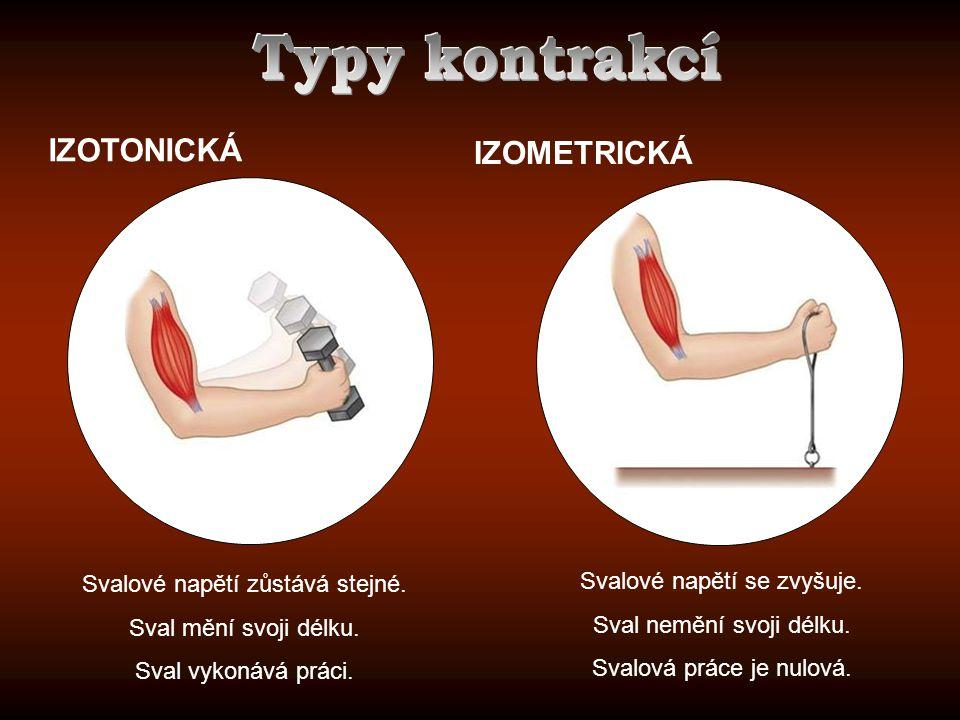 Typy kontrakcí
IZOTONICKÁ
Svalové napětí zůstává stejné.
Sval mění svoji délku.
Sval vykonává práci.
IZOMETRICKÁ
Svalové napětí se zvyšuje.
Sval nemění svoji délku.
Svalová práce je nulová.